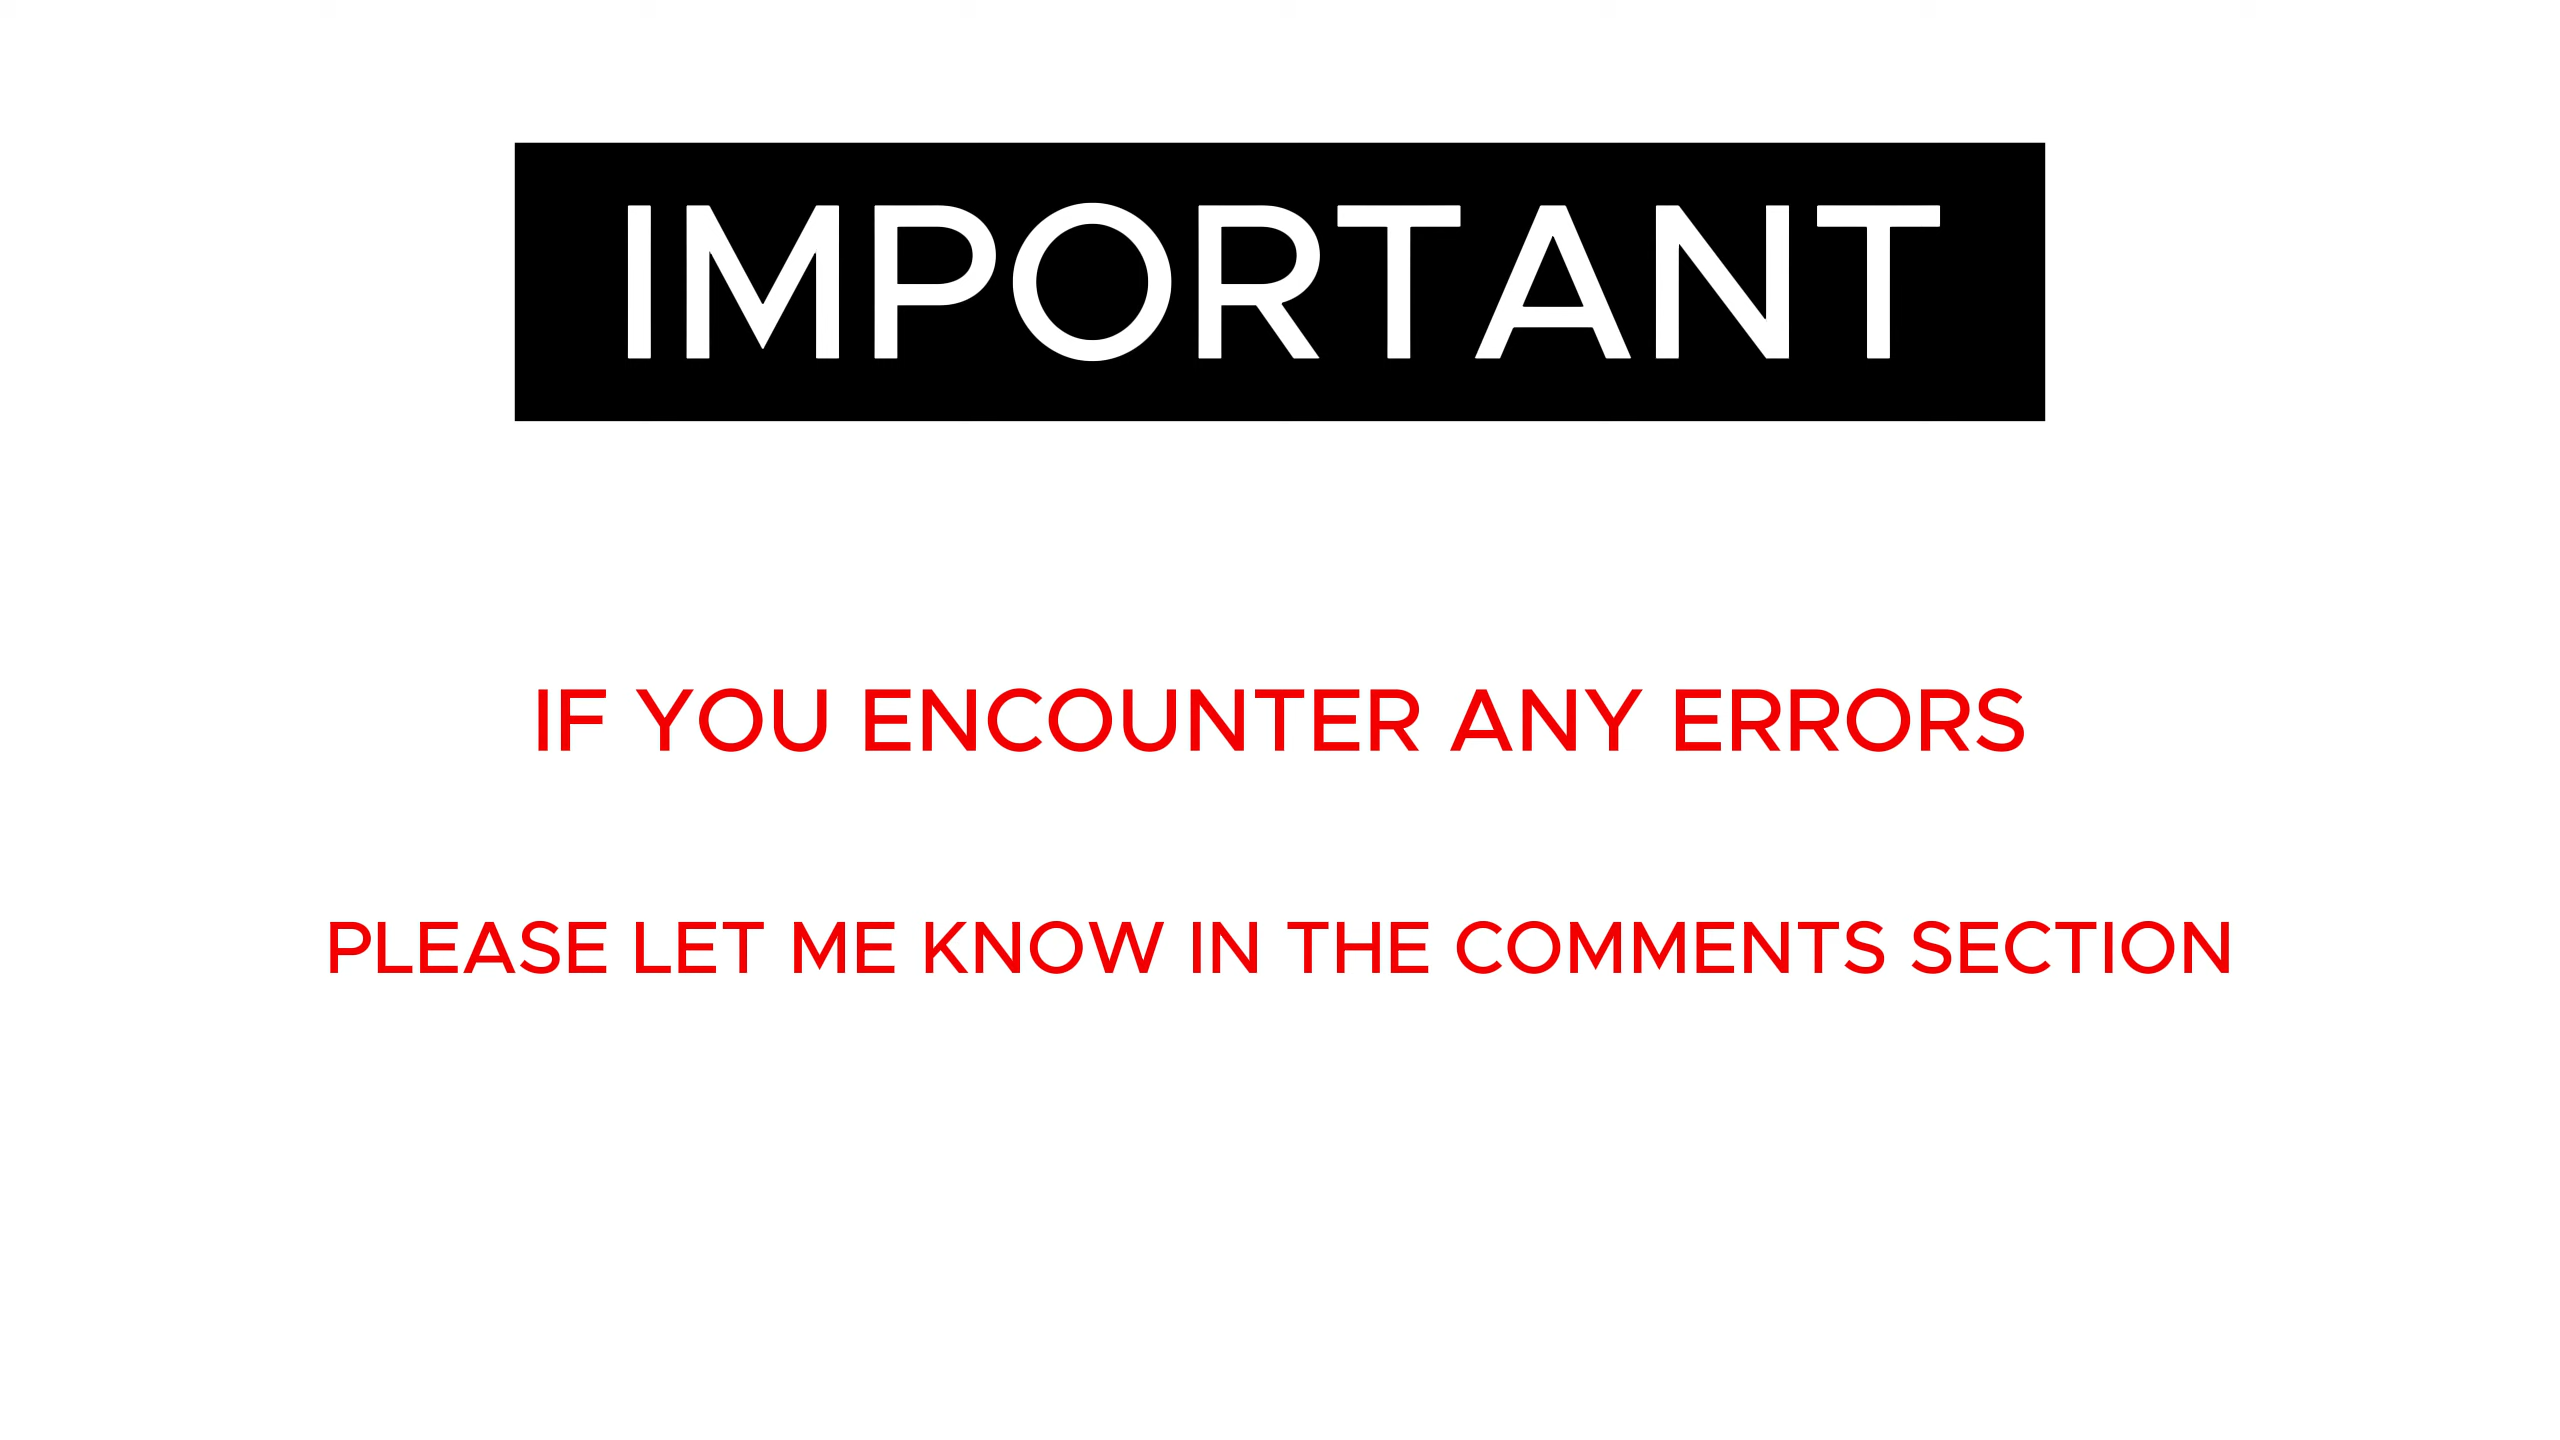 IMPORTANT
IF YOU ENCOUNTER ANY ERRORS
PLEASE LET ME KNOW IN THE COMMENTS SECTION